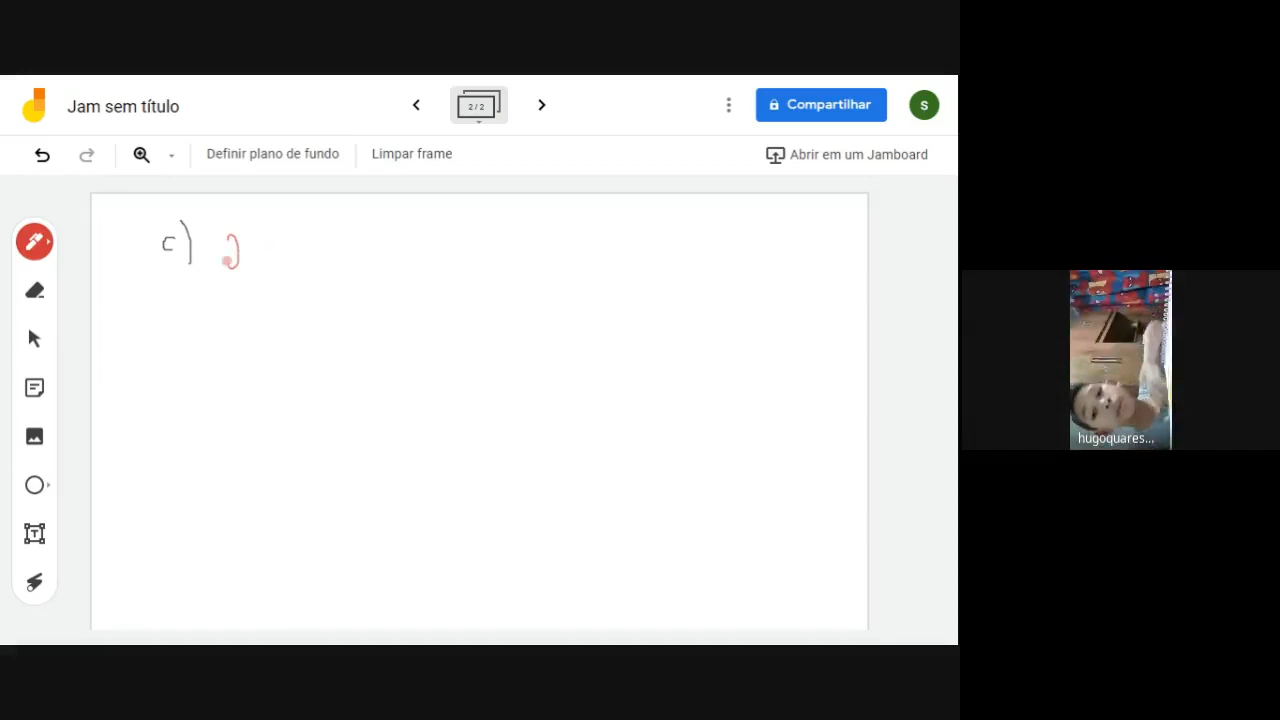 Jam sem título
2 / 2
Compartilhar
S
Definir plano de fundo
Limpar frame
Abrir em um Jamboard
c)
hugoquares...